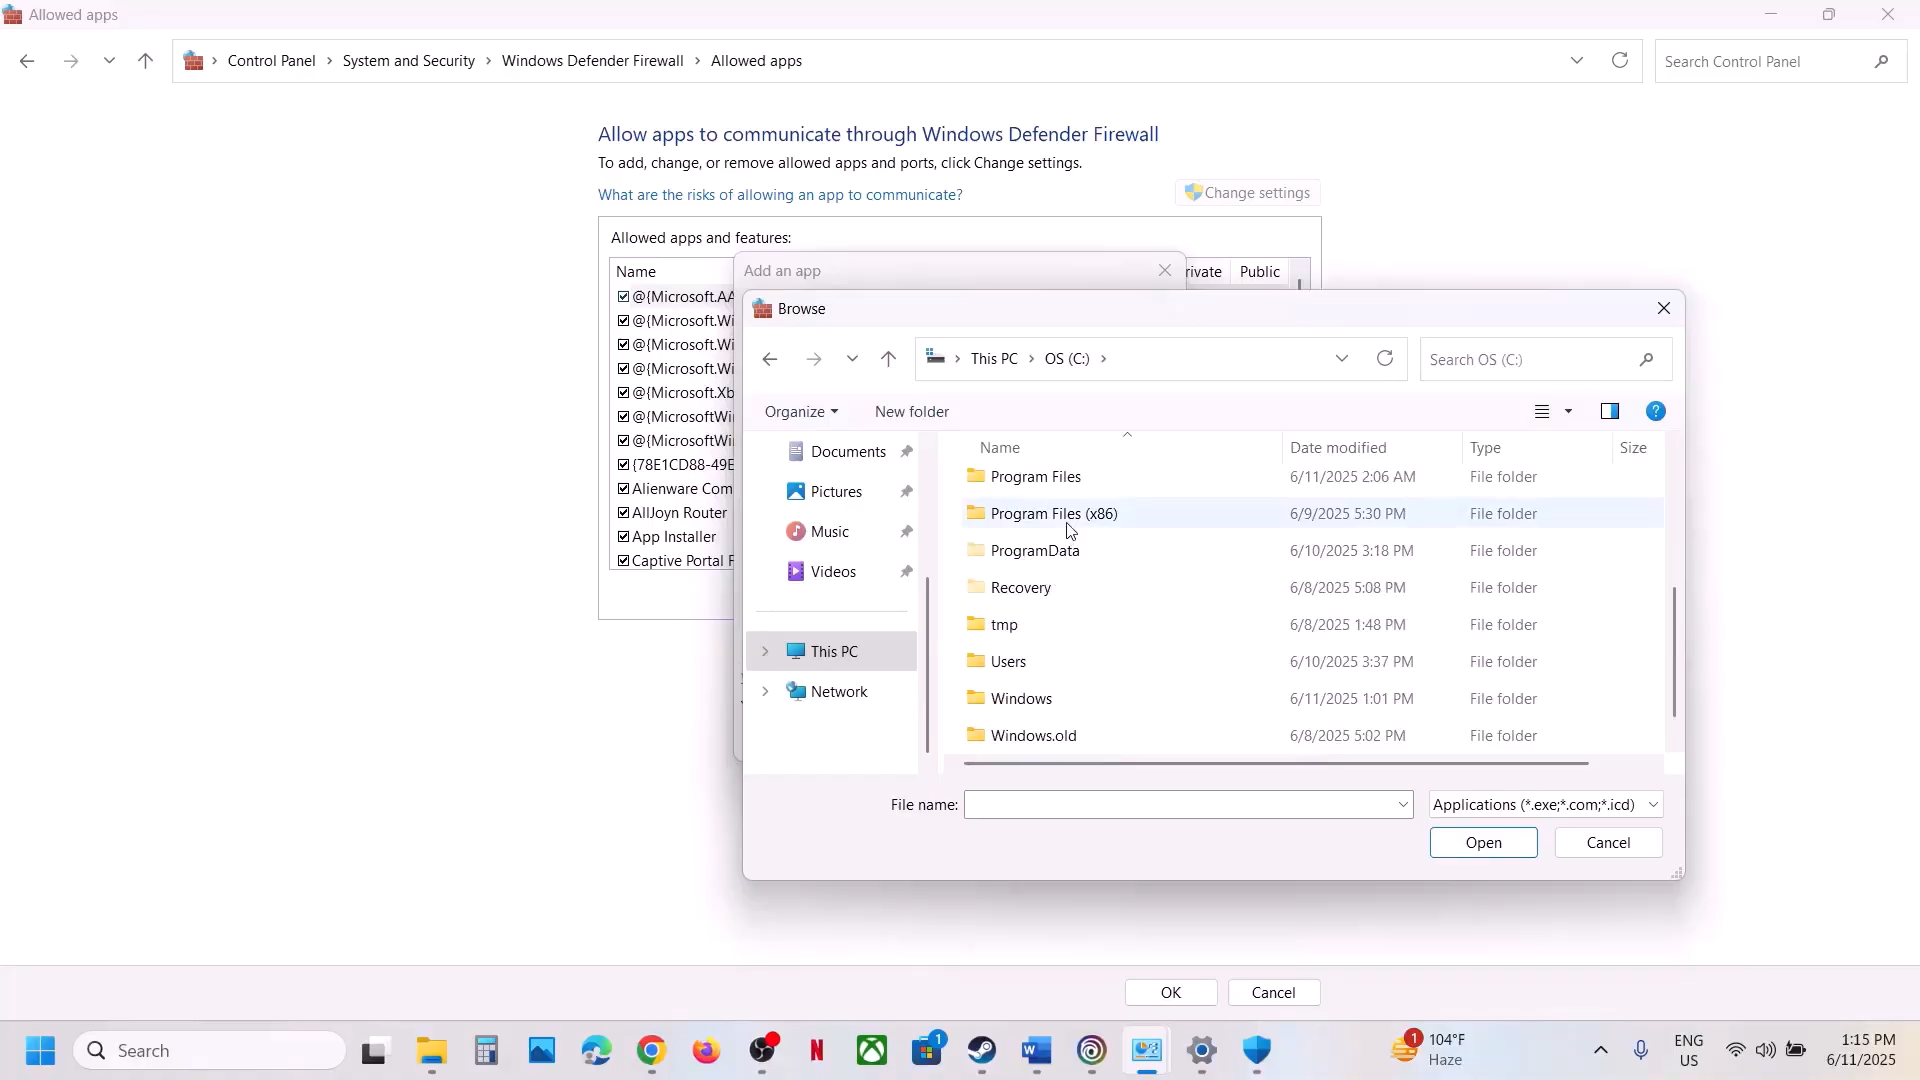 Allowed apps
Control Panel > System and Security > Windows Defender Firewall > Allowed apps
Search Control Panel
Allow apps to communicate through Windows Defender Firewall
To add, change, or remove allowed apps and ports, click Change settings.
What are the risks of allowing an app to communicate?
Change settings
Allowed apps and features:
Name
rivate
Public
@{Microsoft.AA
@{Microsoft.Wi
@{Microsoft.Wi
@{Microsoft.Wi
@{Microsoft.Xb
@{MicrosoftWi
@{MicrosoftWi
{78E1CD88-49E
Alienware Com
AllJoyn Router
App Installer
Captive Portal F
Add an app
Browse
This PC > OS (C:) >
Search OS (C:)
Organize
New folder
Documents
Pictures
Music
Videos
This PC
Network
Name Date modified Type Size
Program Files 6/11/2025 2:06 AM File folder
Program Files (x86) 6/9/2025 5:30 PM File folder
ProgramData 6/10/2025 3:18 PM File folder
Recovery 6/8/2025 5:08 PM File folder
tmp 6/8/2025 1:48 PM File folder
Users 6/10/2025 3:37 PM File folder
Windows 6/11/2025 1:01 PM File folder
Windows.old 6/8/2025 5:02 PM File folder
File name:
Applications (*.exe;*.com;*.icd)
Open
Cancel
OK
Cancel
Search
1
1
104°F
Haze
ENG
US
1:15 PM
6/11/2025